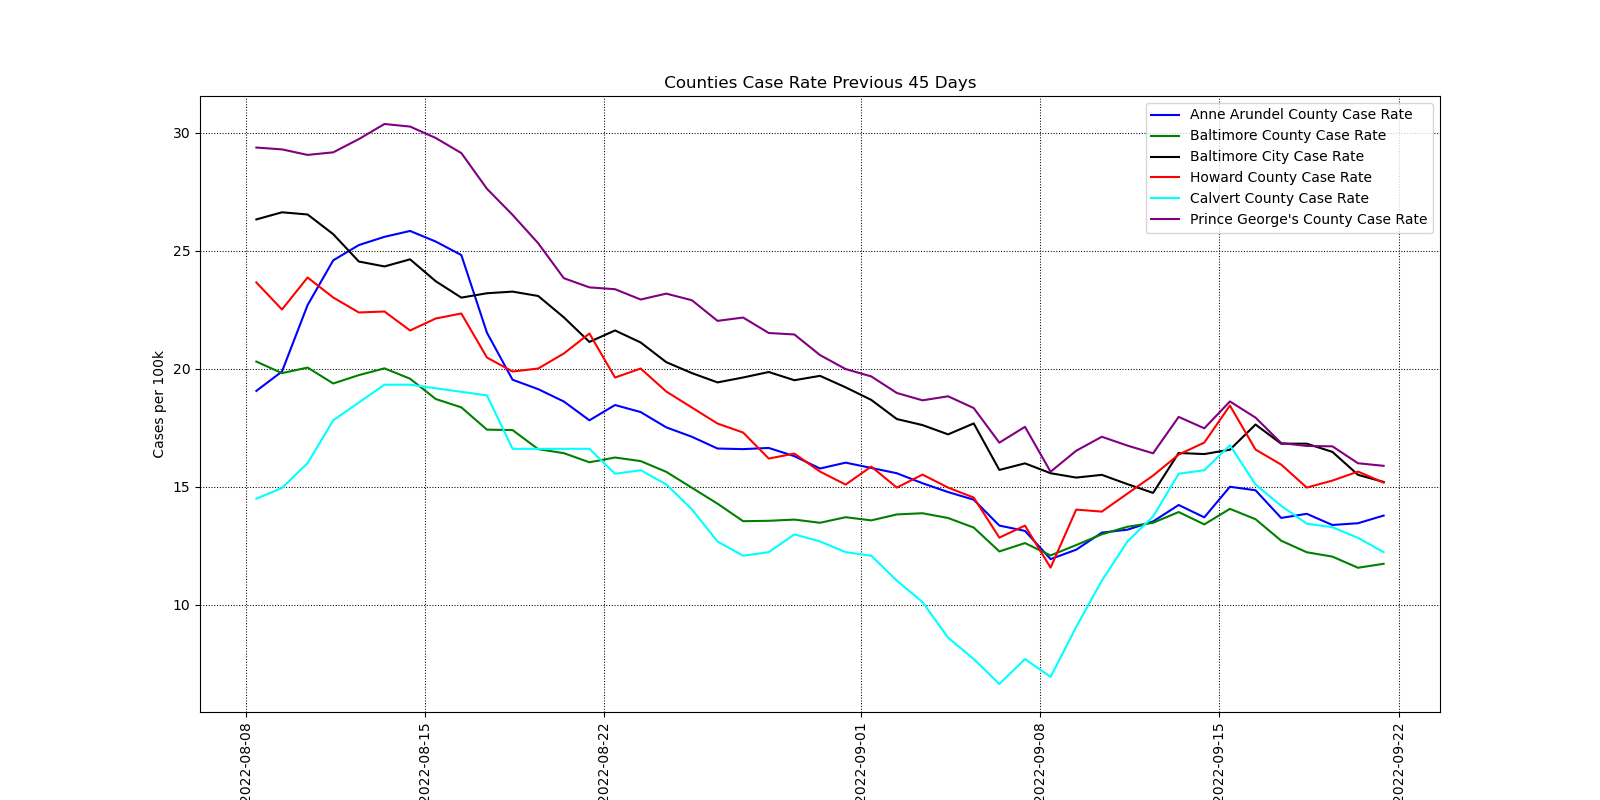 Counties Case Rate Previous 45 Days
Anne Arundel County Case Rate
Baltimore County Case Rate
Baltimore City Case Rate
Howard County Case Rate
Calvert County Case Rate
Prince George's County Case Rate
Cases per 100k
30
25
20
15
10
2022-08-08
2022-08-15
2022-08-22
2022-09-01
2022-09-08
2022-09-15
2022-09-22